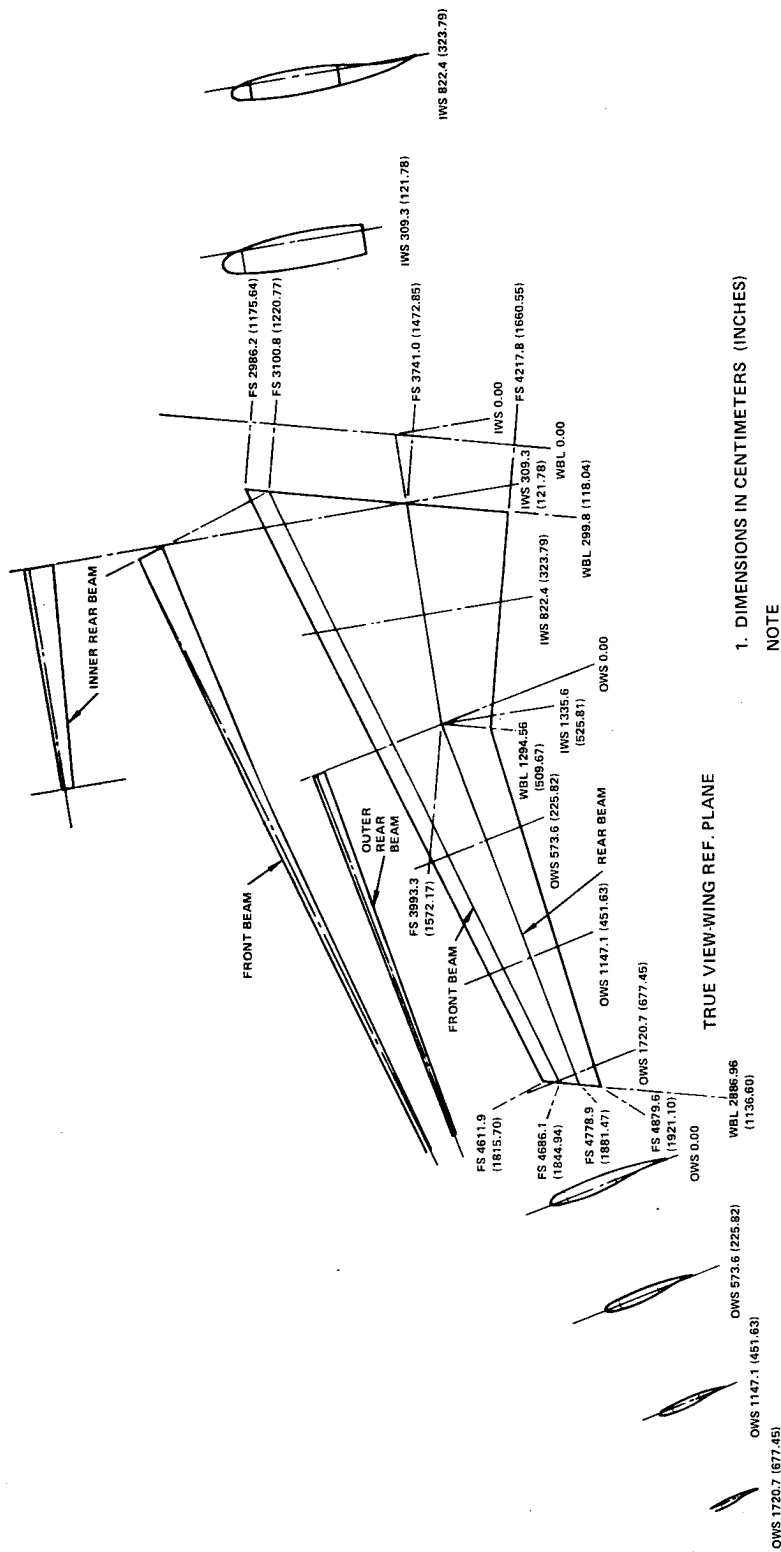 IWS 822.4 (323.79)
IWS 309.3 (121.78)
INNER REAR BEAM
FRONT BEAM
OUTER
REAR
BEAM
FS 2986.2 (1175.64)
FS 3100.8 (1220.77)
FS 3741.0 (1472.85)
FS 4217.8 (1660.55)
IWS 0.00
WBL 0.00
IWS 309.3
(121.78)
WBL 299.8 (118.04)
IWS 822.4 (323.79)
OWS 0.00
IWS 1335.6
(525.81)
WBL 1294.56
(509.67)
FS 3993.3
(1572.17)
OWS 573.6 (225.82)
FRONT BEAM
REAR BEAM
OWS 1147.1 (451.63)
OWS 1720.7 (677.45)
FS 4611.9
(1815.70)
FS 4686.1
(1844.94)
FS 4778.9
(1881.47)
FS 4879.6
(1921.10)
WBL 2886.96
(1136.60)
OWS 0.00
OWS 573.6 (225.82)
OWS 1147.1 (451.63)
OWS 1720.7 (677.45)
TRUE VIEW-WING REF. PLANE
1. DIMENSIONS IN CENTIMETERS (INCHES)
NOTE